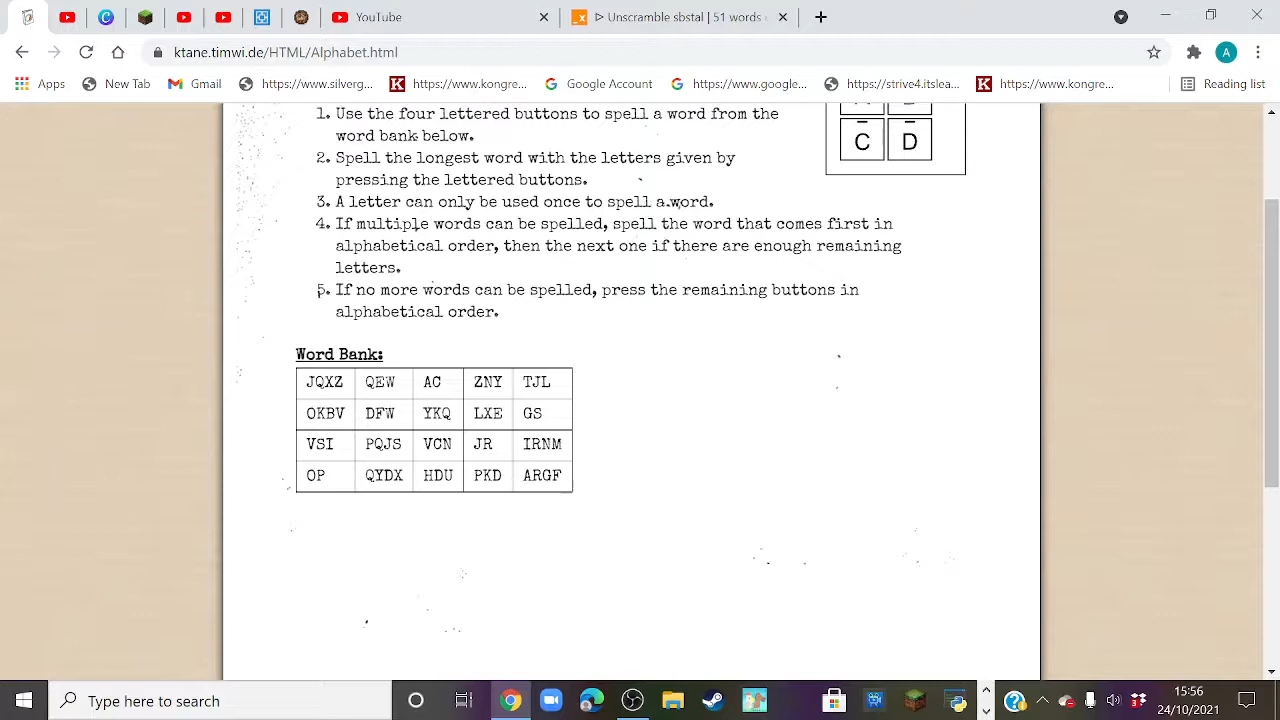 YouTube
Unscramble sbstal | 51 words
ktane.timwi.de/HTML/Alphabet.html
A
Apps
New Tab
Gmail
https://www.silverg...
https://www.kongre...
Google Account
https://www.google...
https://strive4.itslea...
https://www.kongre...
Reading list
1. Use the four lettered buttons to spell a word from the
word bank below.
2. Spell the longest word with the letters given by
pressing the lettered buttons.
3. A letter can only be used once to spell a word.
4. If multiple words can be spelled, spell the word that comes first in
alphabetical order, then the next one if there are enough remaining
letters.
5. If no more words can be spelled, press the remaining buttons in
alphabetical order.
C D
Word Bank:
JQXZ QEW AC ZNY TJL
OKBV DFW YKQ LXE GS
VSI PQJS VCN JR IRNM
OP QYDX HDU PKD ARGF
Type here to search
15:56
24/10/2021